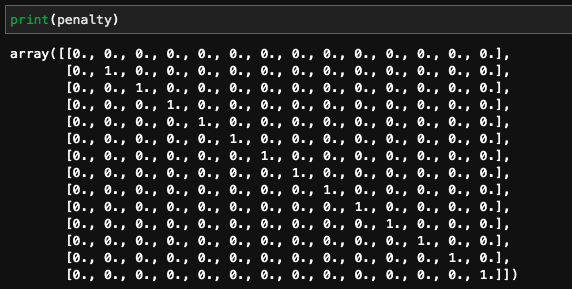 print(penalty)
array([[0., 0., 0., 0., 0., 0., 0., 0., 0., 0., 0., 0., 0., 0.],
       [0., 1., 0., 0., 0., 0., 0., 0., 0., 0., 0., 0., 0., 0.],
       [0., 0., 1., 0., 0., 0., 0., 0., 0., 0., 0., 0., 0., 0.],
       [0., 0., 0., 1., 0., 0., 0., 0., 0., 0., 0., 0., 0., 0.],
       [0., 0., 0., 0., 1., 0., 0., 0., 0., 0., 0., 0., 0., 0.],
       [0., 0., 0., 0., 0., 1., 0., 0., 0., 0., 0., 0., 0., 0.],
       [0., 0., 0., 0., 0., 0., 1., 0., 0., 0., 0., 0., 0., 0.],
       [0., 0., 0., 0., 0., 0., 0., 1., 0., 0., 0., 0., 0., 0.],
       [0., 0., 0., 0., 0., 0., 0., 0., 1., 0., 0., 0., 0., 0.],
       [0., 0., 0., 0., 0., 0., 0., 0., 0., 1., 0., 0., 0., 0.],
       [0., 0., 0., 0., 0., 0., 0., 0., 0., 0., 1., 0., 0., 0.],
       [0., 0., 0., 0., 0., 0., 0., 0., 0., 0., 0., 1., 0., 0.],
       [0., 0., 0., 0., 0., 0., 0., 0., 0., 0., 0., 0., 1., 0.],
       [0., 0., 0., 0., 0., 0., 0., 0., 0., 0., 0., 0., 0., 1.]])